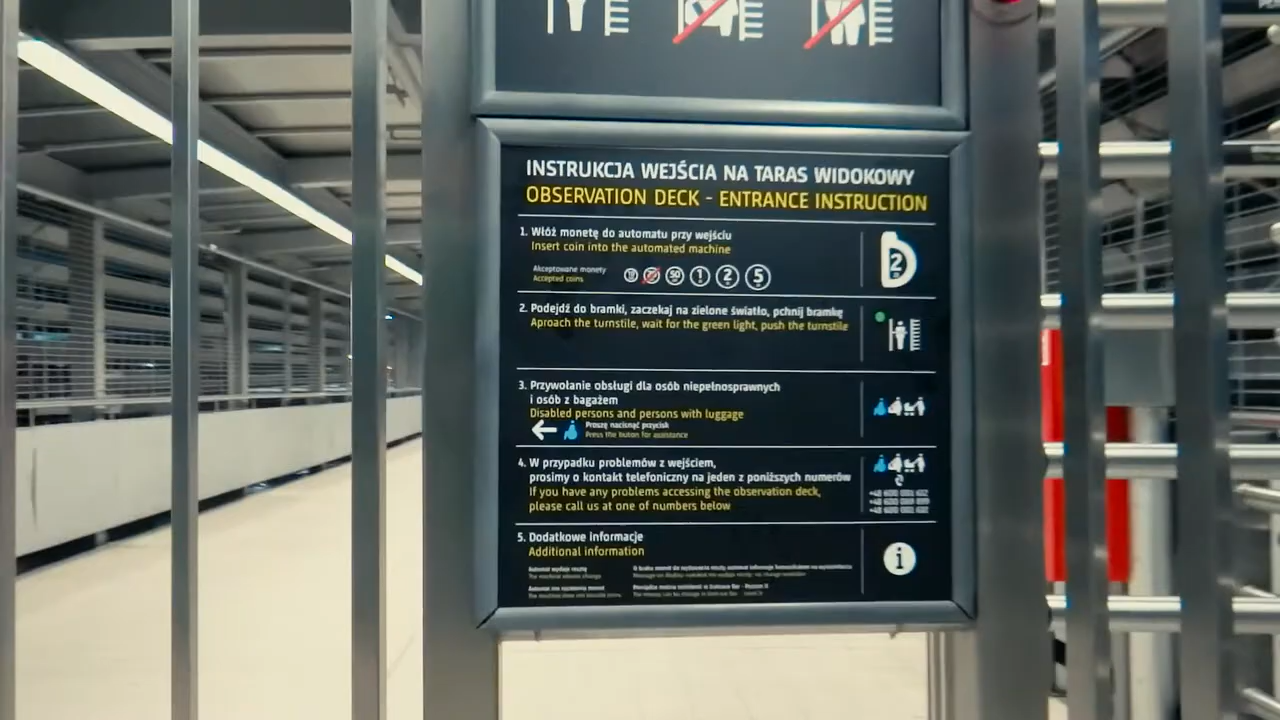 INSTRUKCJA WEJŚCIA NA TARAS WIDOKOWY
OBSERVATION DECK - ENTRANCE INSTRUCTION
1. Włóż monetę do automatu przy wejściu
Insert coin into the automated machine
Akceptowane monety
Accepted coins
50 1 2 5
2
2. Podejdź do bramki, zaczekaj na zielone światło, pchnij bramkę
Aproach the turnstile, wait for the green light, push the turnstile
3. Przywołanie obsługi dla osób niepełnosprawnych
i osób z bagażem
Disabled persons and persons with luggage
Proszę nacisnąć przycisk
Press the buton for assistance
4. W przypadku problemów z wejściem,
prosimy o kontakt telefoniczny na jeden z poniższych numerów
If you have any problems accessing the observation deck,
please call us at one of numbers below
5. Dodatkowe informacje
Additional information
i